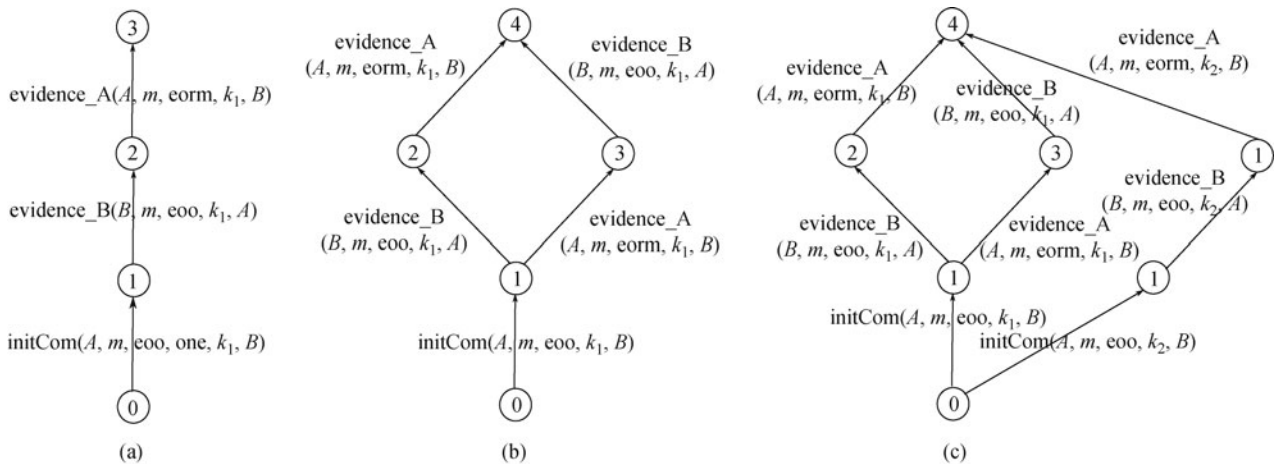 3
evidence_A(A, m, eorm, k₁, B)
2
evidence_B(B, m, eoo, k₁, A)
1
initCom(A, m, eoo, one, k₁, B)
0
(a)
4
evidence_A
(A, m, eorm, k₁, B)
evidence_B
(B, m, eoo, k₁, A)
2
3
evidence_B
(B, m, eoo, k₁, A)
evidence_A
(A, m, eorm, k₁, B)
1
initCom(A, m, eoo, k₁, B)
0
(b)
4
evidence_A
(A, m, eorm, k₂, B)
evidence_A
(A, m, eorm, k₁, B)
evidence_B
(B, m, eoo, k₁, A)
2
3
1
evidence_B
(B, m, eoo, k₂, A)
evidence_B
(B, m, eoo, k₁, A)
evidence_A
(A, m, eorm, k₁, B)
1
1
initCom(A, m, eoo, k₁, B)
initCom(A, m, eoo, k₂, B)
0
(c)